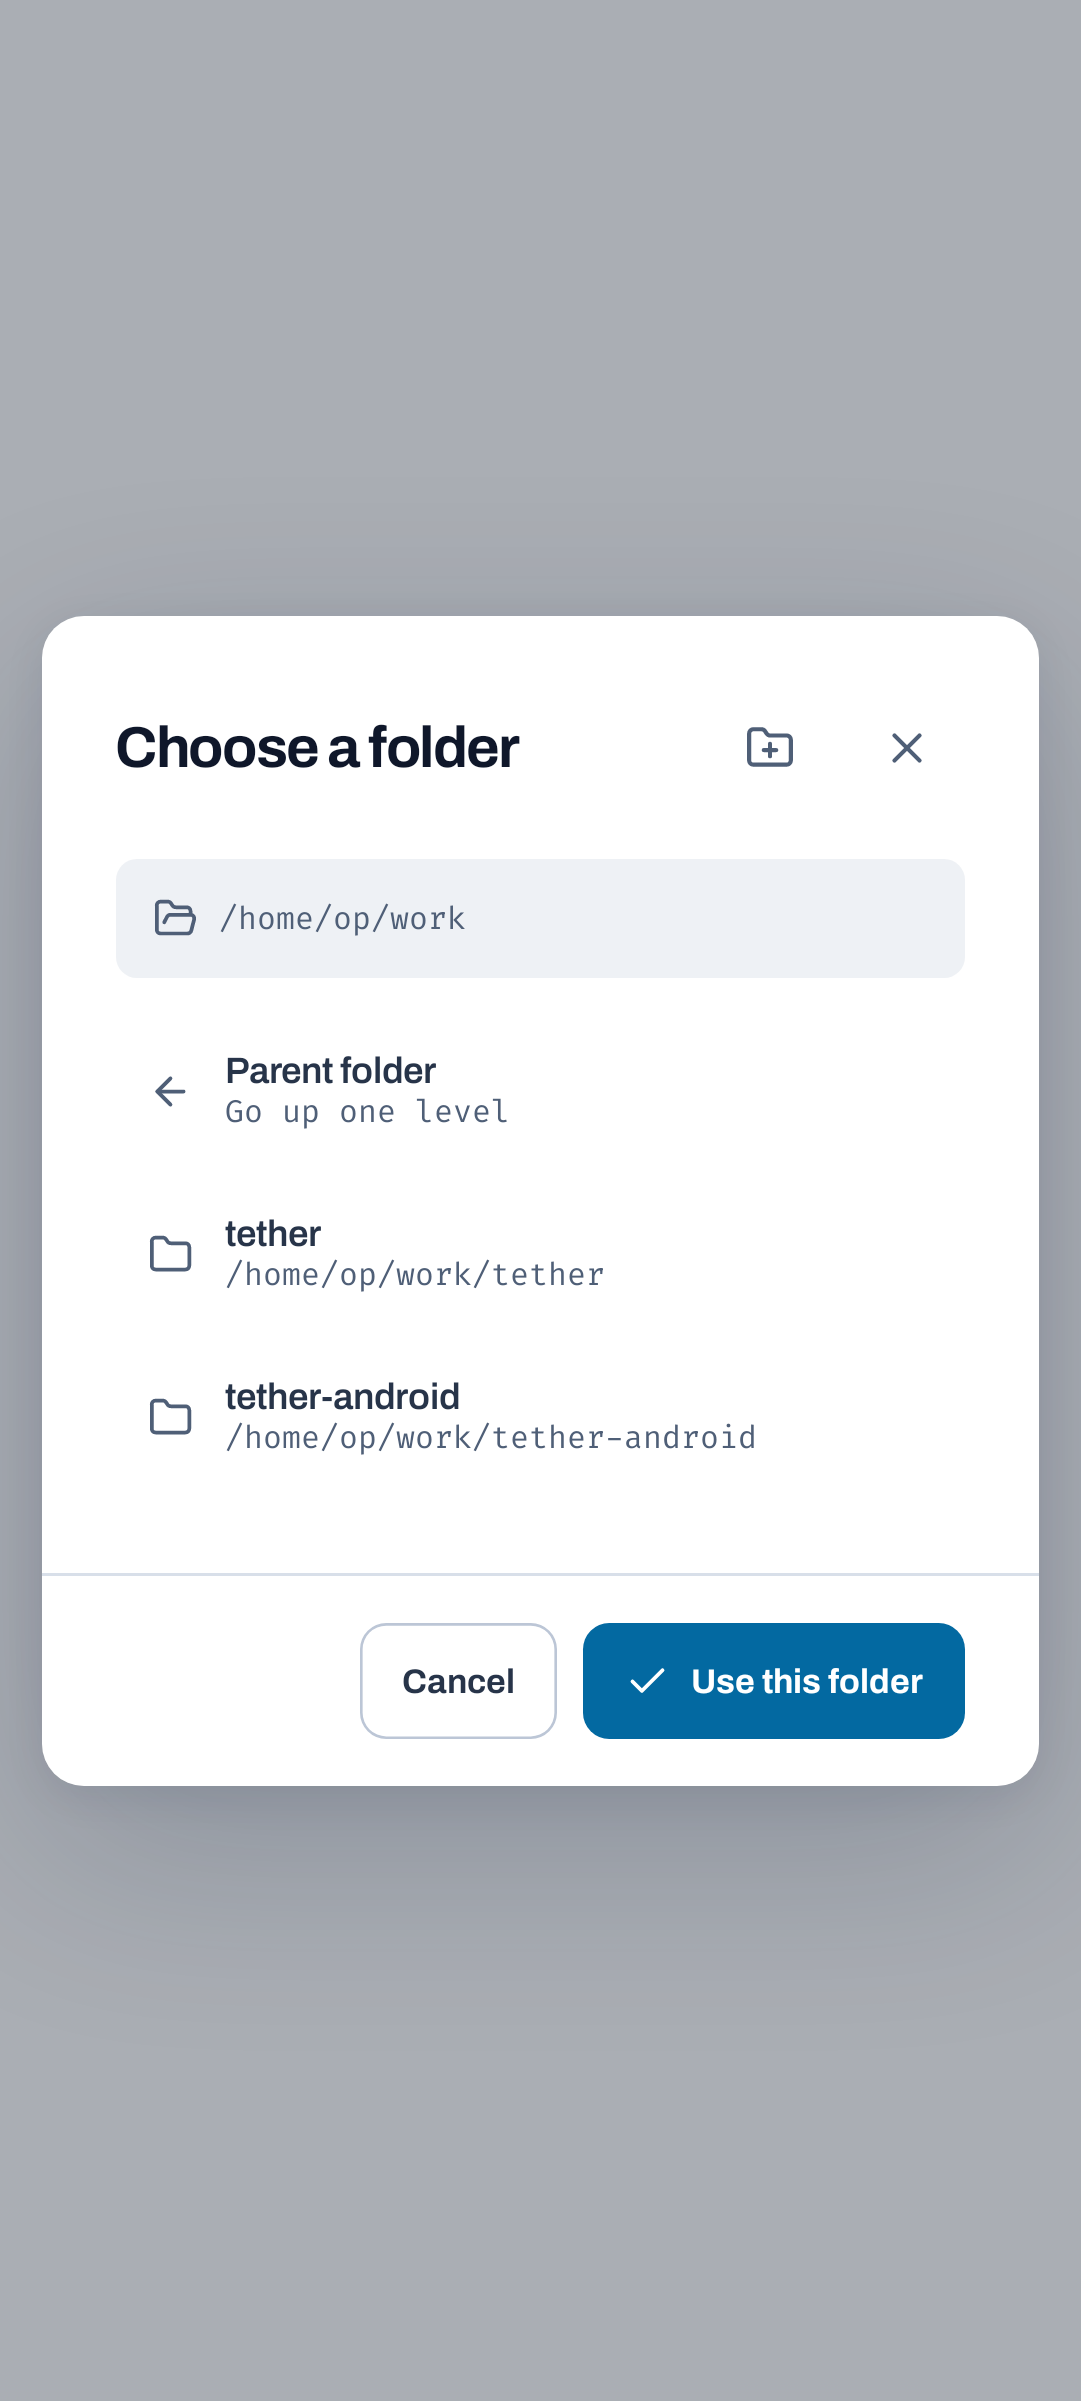 Choose a folder
/home/op/work
Parent folder
Go up one level
tether
/home/op/work/tether
tether-android
/home/op/work/tether-android
Cancel
Use this folder